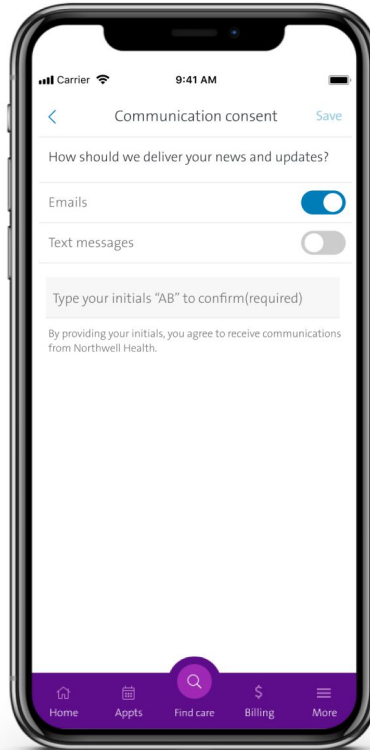 Carrier 9:41 AM
Communication consent Save
How should we deliver your news and updates?
Emails
Text messages
Type your initials “AB” to confirm(required)
By providing your initials, you agree to receive communications
from Northwell Health.
Home Appts Find care Billing More